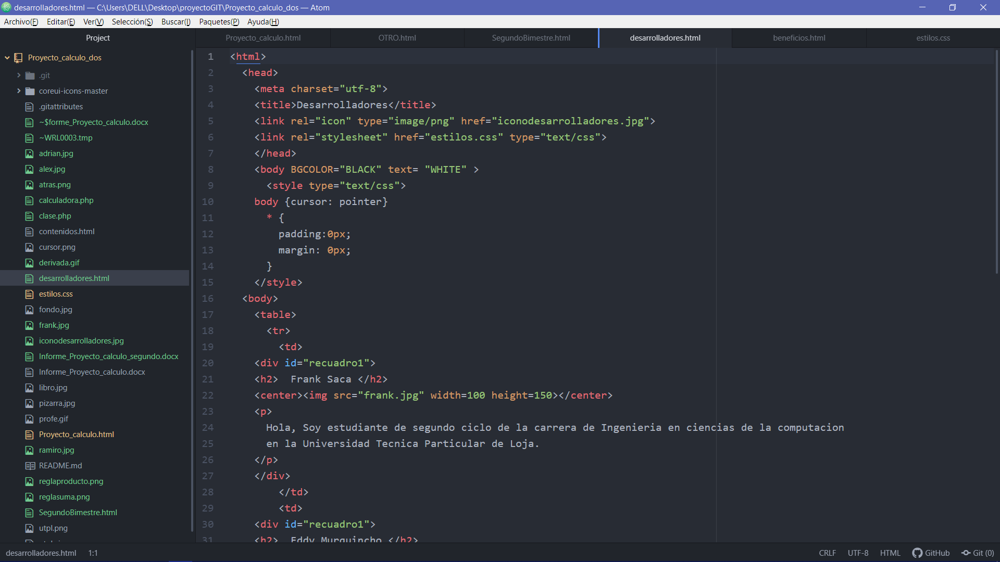 desarrolladores.html — C:\Users\DELL\Desktop\proyectoGIT\Proyecto_calculo_dos — Atom
Archivo(F) Editar(E) Ver(V) Selección(S) Buscar(I) Paquetes(P) Ayuda(H)
Project
Proyecto_calculo_dos
.git
coreui-icons-master
.gitattributes
~$forme_Proyecto_calculo.docx
~WRL0003.tmp
adrian.jpg
alex.jpg
atras.png
calculadora.php
clase.php
contenidos.html
cursor.png
derivada.gif
desarrolladores.html
estilos.css
fondo.jpg
frank.jpg
iconodesarrolladores.jpg
Informe_Proyecto_calculo_segundo.docx
Informe_Proyecto_calculo.docx
libro.jpg
pizarra.jpg
profe.gif
Proyecto_calculo.html
ramiro.jpg
README.md
reglaproducto.png
reglasuma.png
SegundoBimestre.html
utpl.png
Proyecto_calculo.html OTRO.html SegundoBimestre.html desarrolladores.html beneficios.html estilos.css
1 <html>
2 <head>
3 <meta charset="utf-8">
4 <title>Desarrolladores</title>
5 <link rel="icon" type="image/png" href="iconodesarrolladores.jpg">
6 <link rel="stylesheet" href="estilos.css" type="text/css">
7 </head>
8 <body BGCOLOR="BLACK" text= "WHITE" >
9 <style type="text/css">
10 body {cursor: pointer}
11 * {
12 padding:0px;
13 margin: 0px;
14 }
15 </style>
16 <body>
17 <table>
18 <tr>
19 <td>
20 <div id="recuadro1">
21 <h2>  Frank Saca </h2>
22 <center><img src="frank.jpg" width=100 height=150></center>
23 <p>
24 Hola, Soy estudiante de segundo ciclo de la carrera de Ingenieria en ciencias de la computacion
25 en la Universidad Tecnica Particular de Loja.
26 </p>
27 </div>
28 </td>
29 <td>
30 <div id="recuadro1">
31 <h2>  Eddy Murquincho </h2>
desarrolladores.html 1:1 CRLF UTF-8 HTML GitHub Git (0)